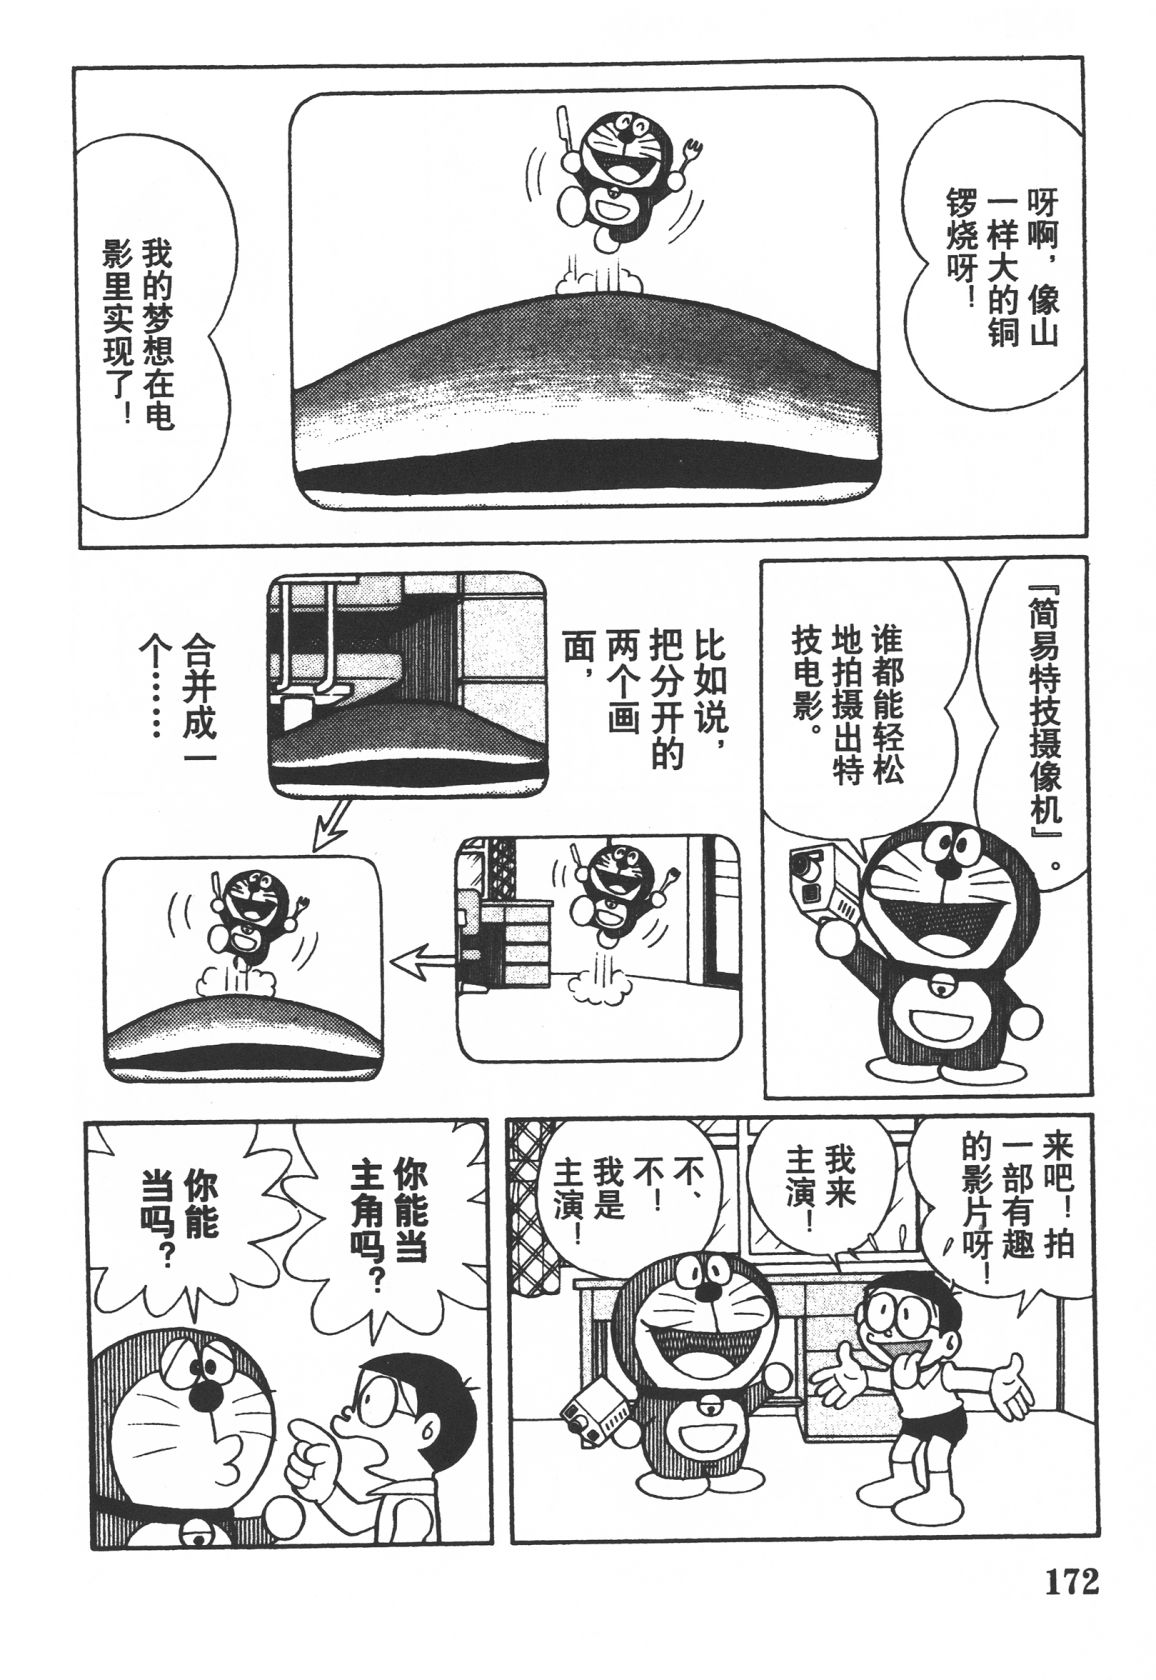 呀啊，像山
一样大的铜
锣烧呀！
我的梦想在电
影里实现了！
『简易特技摄像机』。
谁都能轻松
地拍摄出特
技电影。
比如说，
把分开的
两个画
面，
合并成一
个……
来吧！拍
一部有趣
的影片呀！
我来
主演！
不、
不！
我是
主演！
你能当
主角吗？
你能
当吗？
172